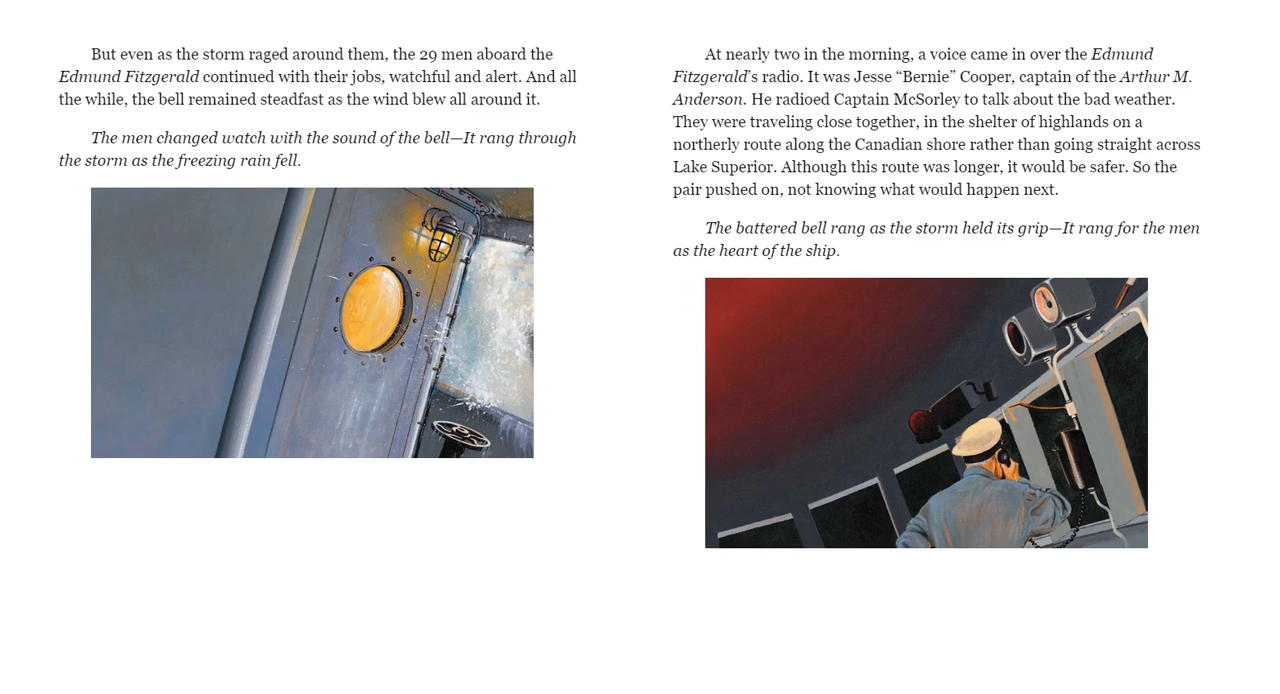 But even as the storm raged around them, the 29 men aboard the
Edmund Fitzgerald continued with their jobs, watchful and alert. And all
the while, the bell remained steadfast as the wind blew all around it.
The men changed watch with the sound of the bell—It rang through
the storm as the freezing rain fell.
At nearly two in the morning, a voice came in over the Edmund
Fitzgerald’s radio. It was Jesse “Bernie” Cooper, captain of the Arthur M.
Anderson. He radioed Captain McSorley to talk about the bad weather.
They were traveling close together, in the shelter of highlands on a
northerly route along the Canadian shore rather than going straight across
Lake Superior. Although this route was longer, it would be safer. So the
pair pushed on, not knowing what would happen next.
The battered bell rang as the storm held its grip—It rang for the men
as the heart of the ship.